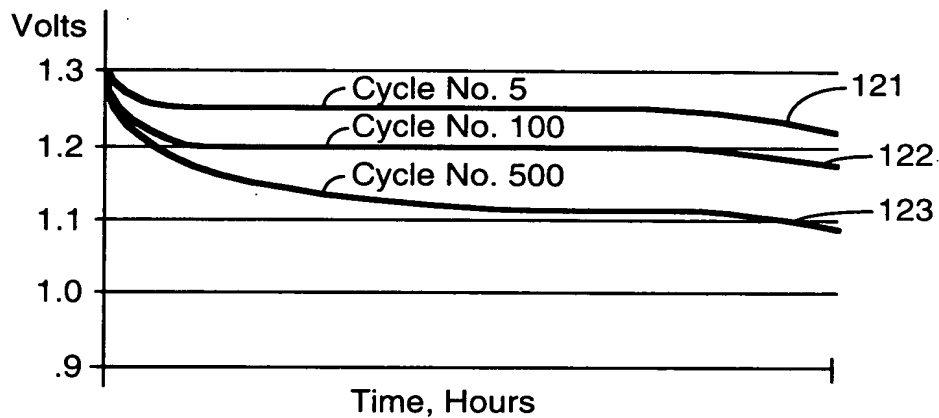 Volts
1.3
Cycle No. 5
121
Cycle No. 100
1.2
122
Cycle No. 500
123
1.1
1.0
.9
Time, Hours